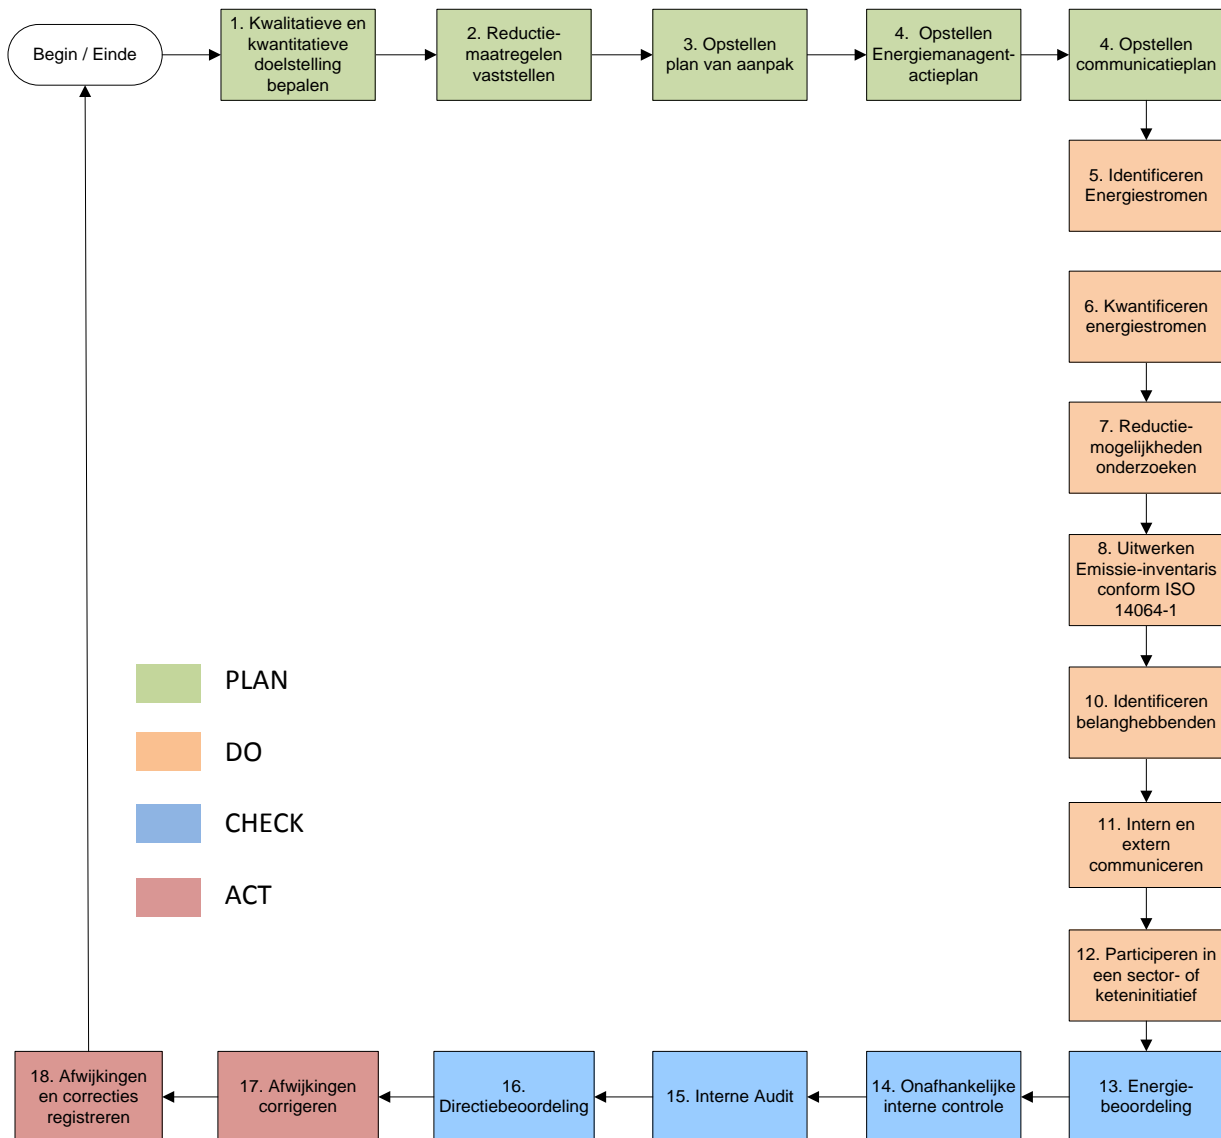 Begin / Einde
1. Kwalitatieve en
kwantitatieve
doelstelling
bepalen
2. Reductie-
maatregelen
vaststellen
3. Opstellen
plan van aanpak
4.  Opstellen
Energiemanagent-
actieplan
4. Opstellen
communicatieplan
5. Identificeren
Energiestromen
6. Kwantificeren
energiestromen
7. Reductie-
mogelijkheden
onderzoeken
8. Uitwerken
Emissie-inventaris
conform ISO
14064-1
10. Identificeren
belanghebbenden
11. Intern en
extern
communiceren
12. Participeren in
een sector- of
keteninitiatief
13. Energie-
beoordeling
14. Onafhankelijke
interne controle
15. Interne Audit
16.
Directiebeoordeling
17. Afwijkingen
corrigeren
18. Afwijkingen
en correcties
registreren
PLAN
DO
CHECK
ACT